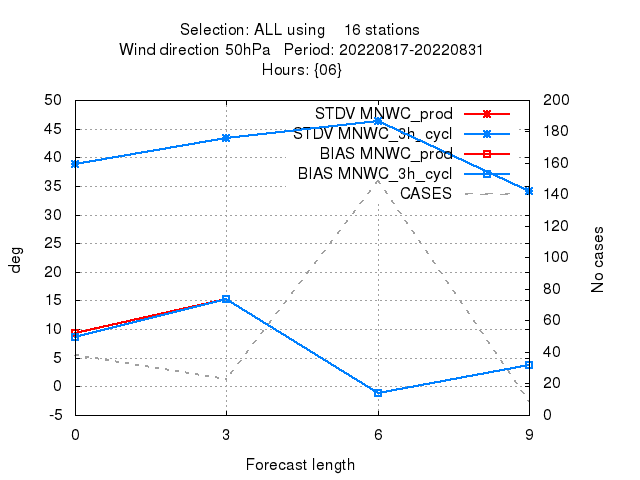 Selection: ALL using 16 stations
Wind direction 50hPa Period: 20220817-20220831
Hours: {06}
50 200
45 180
40 160
35 140
30 120
25 100
20 80
15 60
10 40
5 20
0 0
-5
STDV MNWC_prod
STDV MNWC_3h_cycl
BIAS MNWC_prod
BIAS MNWC_3h_cycl
CASES
deg
No cases
0 3 6 9
Forecast length